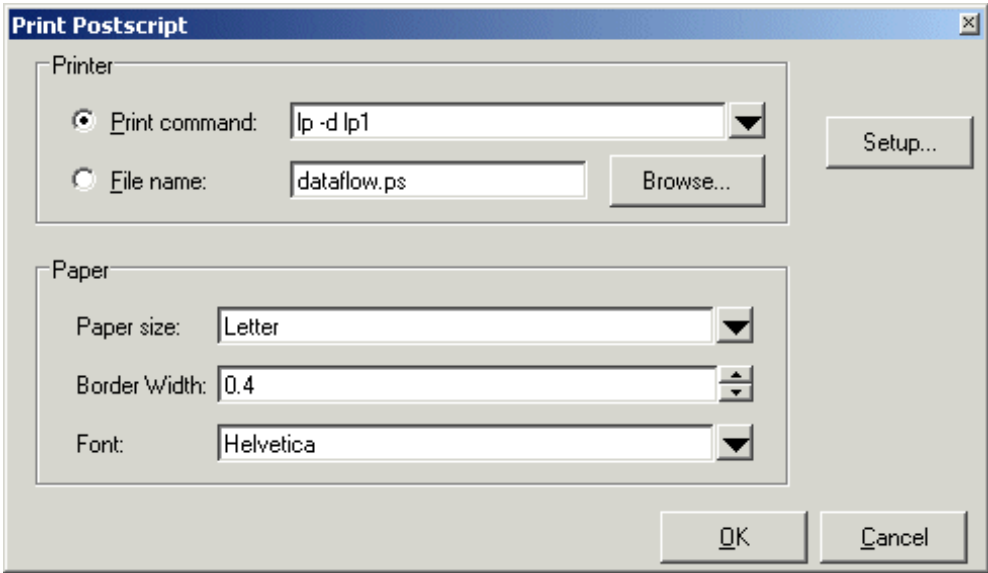 Print Postscript
Printer
Print command: lp -d lp1
Setup...
File name: dataflow.ps Browse...
Paper
Paper size: Letter
Border Width: 0.4
Font: Helvetica
OK Cancel